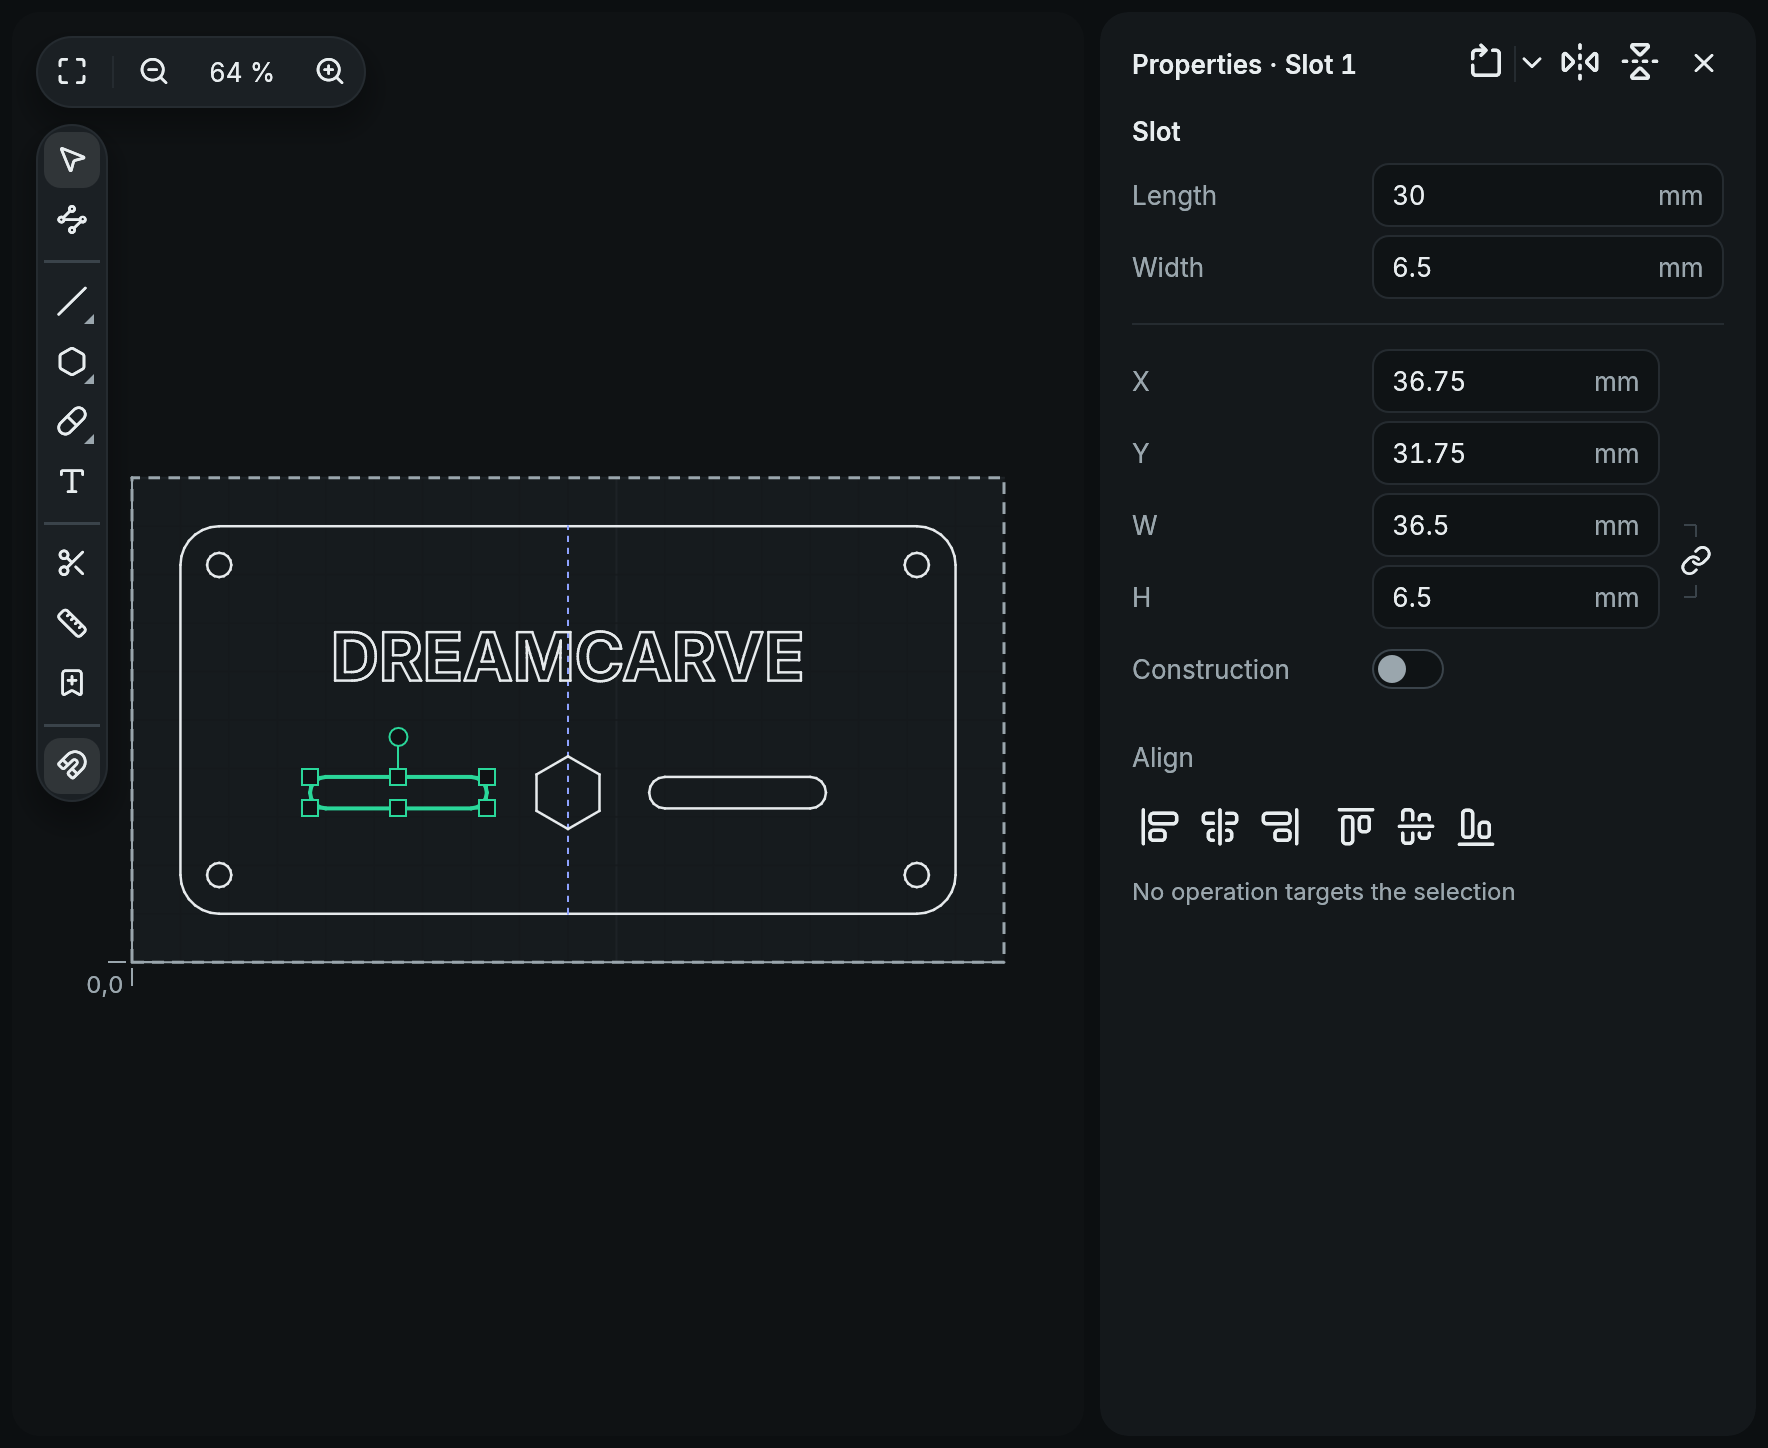 64 %
Properties · Slot 1
Slot
Length 30 mm
Width 6.5 mm
X 36.75 mm
Y 31.75 mm
W 36.5 mm
H 6.5 mm
Construction
Align
No operation targets the selection
DREAMCARVE
0,0